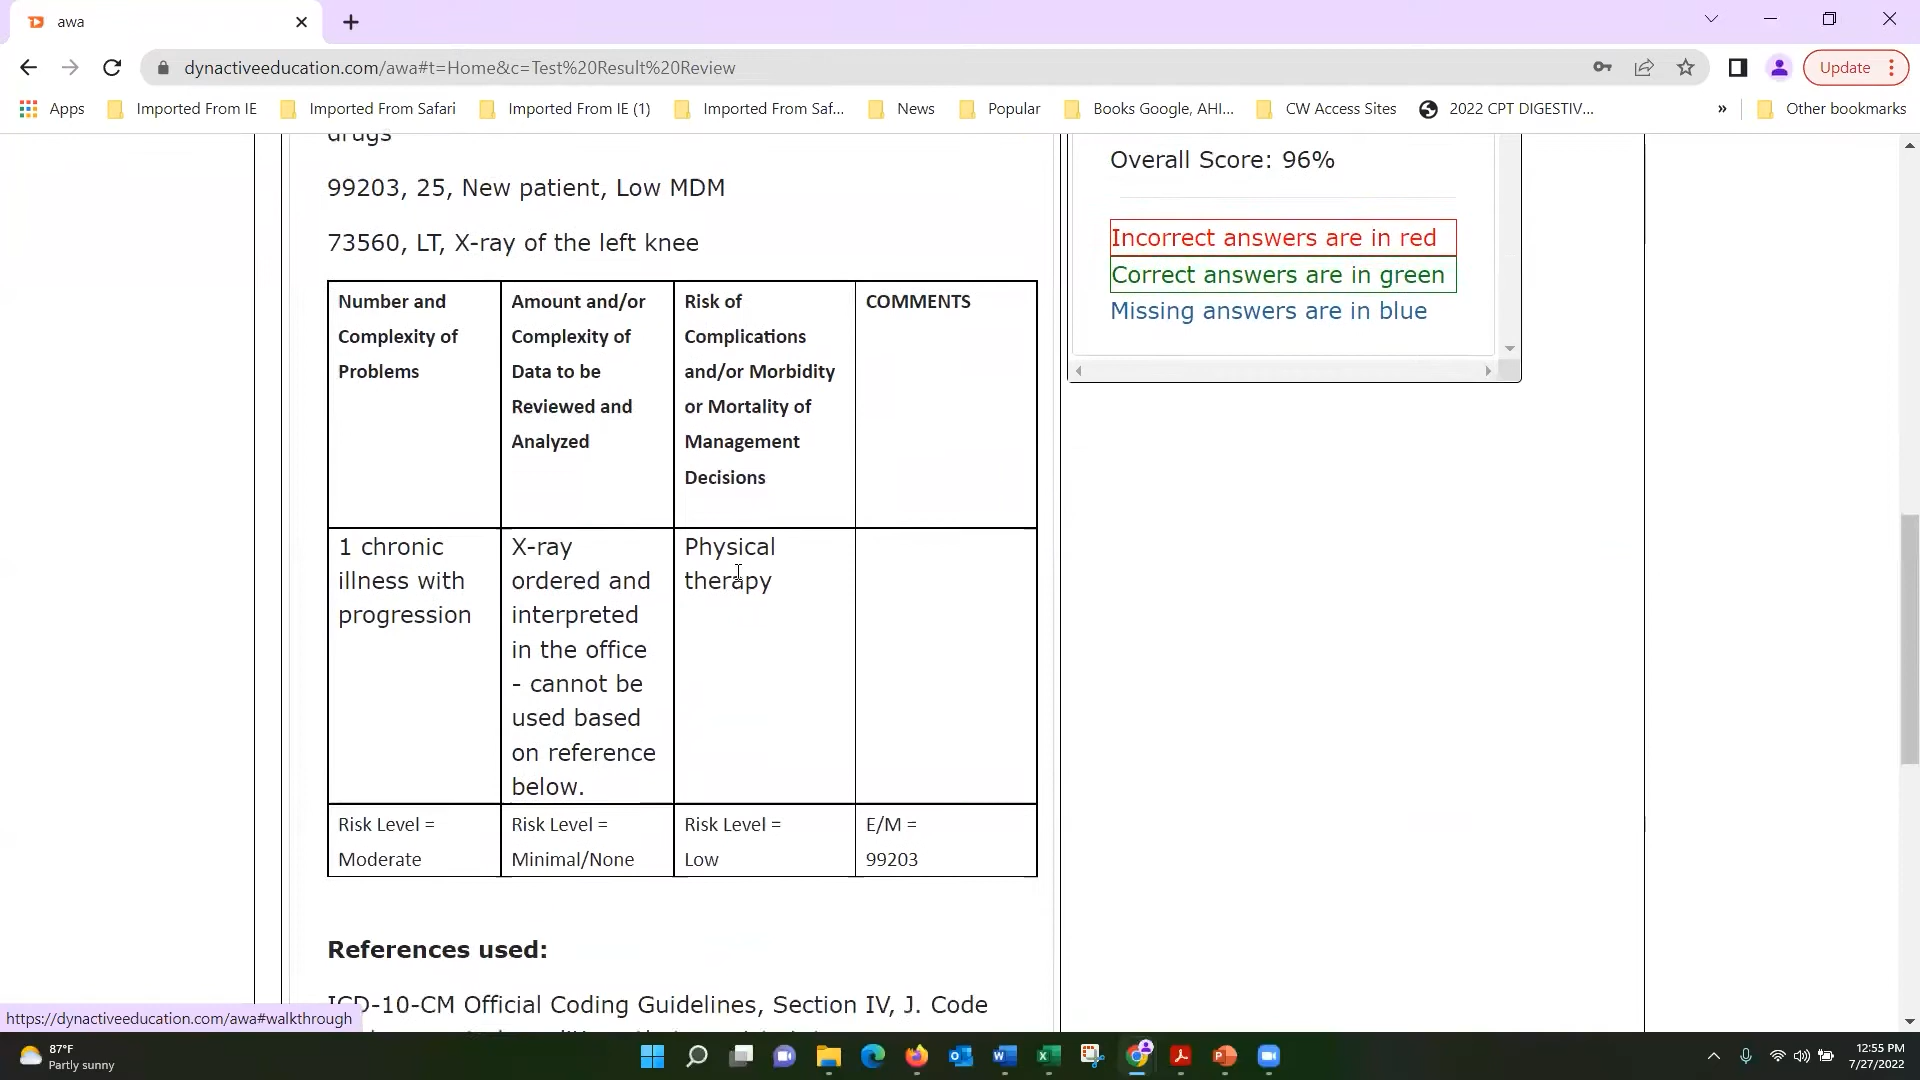 awa
dynactiveeducation.com/awa#t=Home&c=Test%20Result%20Review
Update
Apps
Imported From IE
Imported From Safari
Imported From IE (1)
Imported From Saf...
News
Popular
Books Google, AHI...
CW Access Sites
2022 CPT DIGESTIV...
»
Other bookmarks
drugs
99203, 25, New patient, Low MDM
73560, LT, X-ray of the left knee
Number and
Complexity of
Problems
Amount and/or
Complexity of
Data to be
Reviewed and
Analyzed
Risk of
Complications
and/or Morbidity
or Mortality of
Management
Decisions
COMMENTS
1 chronic
illness with
progression
X-ray
ordered and
interpreted
in the office
- cannot be
used based
on reference
below.
Physical
therapy
Risk Level =
Moderate
Risk Level =
Minimal/None
Risk Level =
Low
E/M =
99203
References used:
ICD-10-CM Official Coding Guidelines, Section IV, J. Code
Overall Score: 96%
Incorrect answers are in red
Correct answers are in green
Missing answers are in blue
https://dynactiveeducation.com/awa#walkthrough
87°F
Partly sunny
12:55 PM
7/27/2022